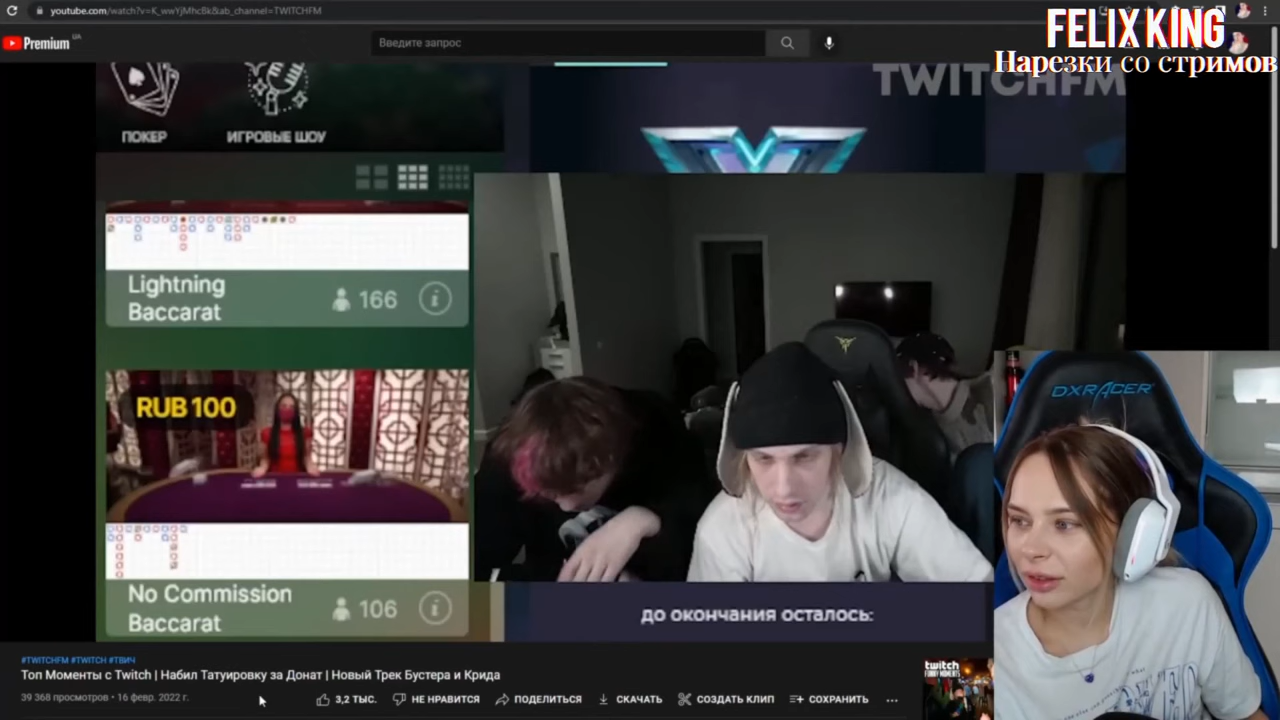 youtube.com/watch?v=K_wwYjMhcBk&ab_channel=TWITCHFM
FELIX KING
Premium UA
Введите запрос
Нарезки со стримов
TWITCHFM
ПОКЕР
ИГРОВЫЕ ШОУ
Lightning
Baccarat
166
RUB 100
DXRACER
No Commission
Baccarat
106
до окончания осталось:
#TWITCHFM #TWITCH #ТВИЧ
Топ Моменты с Twitch | Набил Татуировку за Донат | Новый Трек Бустера и Крида
twitch
FUNNY MOMENTS
39 368 просмотров • 16 февр. 2022 г.
3,2 ТЫС.
НЕ НРАВИТСЯ
ПОДЕЛИТЬСЯ
СКАЧАТЬ
СОЗДАТЬ КЛИП
СОХРАНИТЬ